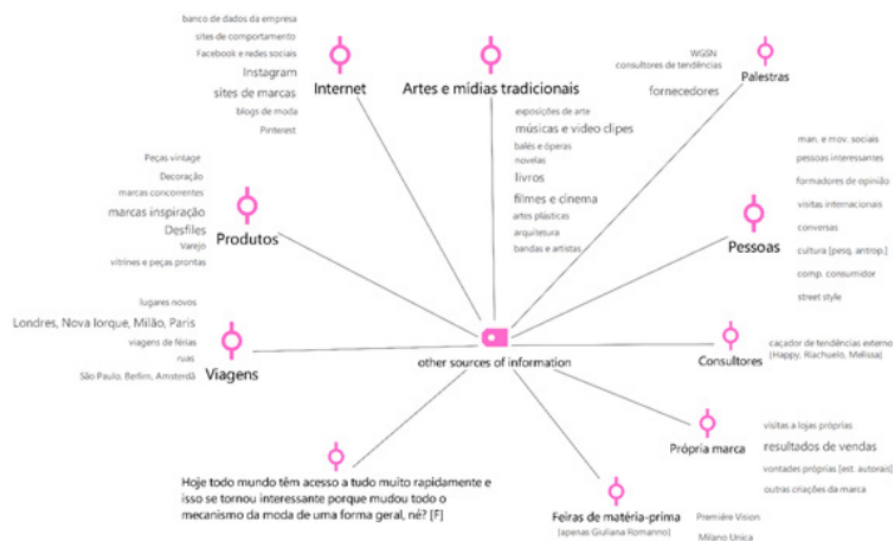 banco de dados da empresa
sites de comportamento
Facebook e redes sociais
Instagram
sites de marcas
blogs de moda
Pinterest
Internet
Artes e mídias tradicionais
exposições de arte
músicas e video clipes
balés e óperas
novelas
livros
filmes e cinema
artes plásticas
arquitetura
bandas e artistas
WGSN
consultores de tendências
fornecedores
Palestras
man. e mov. sociais
pessoas interessantes
formadores de opinião
visitas internacionais
conversas
cultura [pesq. antrop.]
comp. consumidor
street style
Pessoas
Peças vintage
Decoração
marcas concorrentes
marcas inspiração
Desfiles
Varejo
vitrines e peças prontas
Produtos
lugares novos
Londres, Nova Iorque, Milão, Paris
viagens de férias
ruas
São Paulo, Berlim, Amsterdã
Viagens
other sources of information
Consultores
caçador de tendências externo
[Happy, Riachuelo, Melissa]
Própria marca
visitas a lojas próprias
resultados de vendas
vontades próprias [est. autorais]
outras criações da marca
Hoje todo mundo têm acesso a tudo muito rapidamente e
isso se tornou interessante porque mudou todo o
mecanismo da moda de uma forma geral, né? [F]
Feiras de matéria-prima
[apenas Giuliana Romanno]
Première Vision
Milano Unica